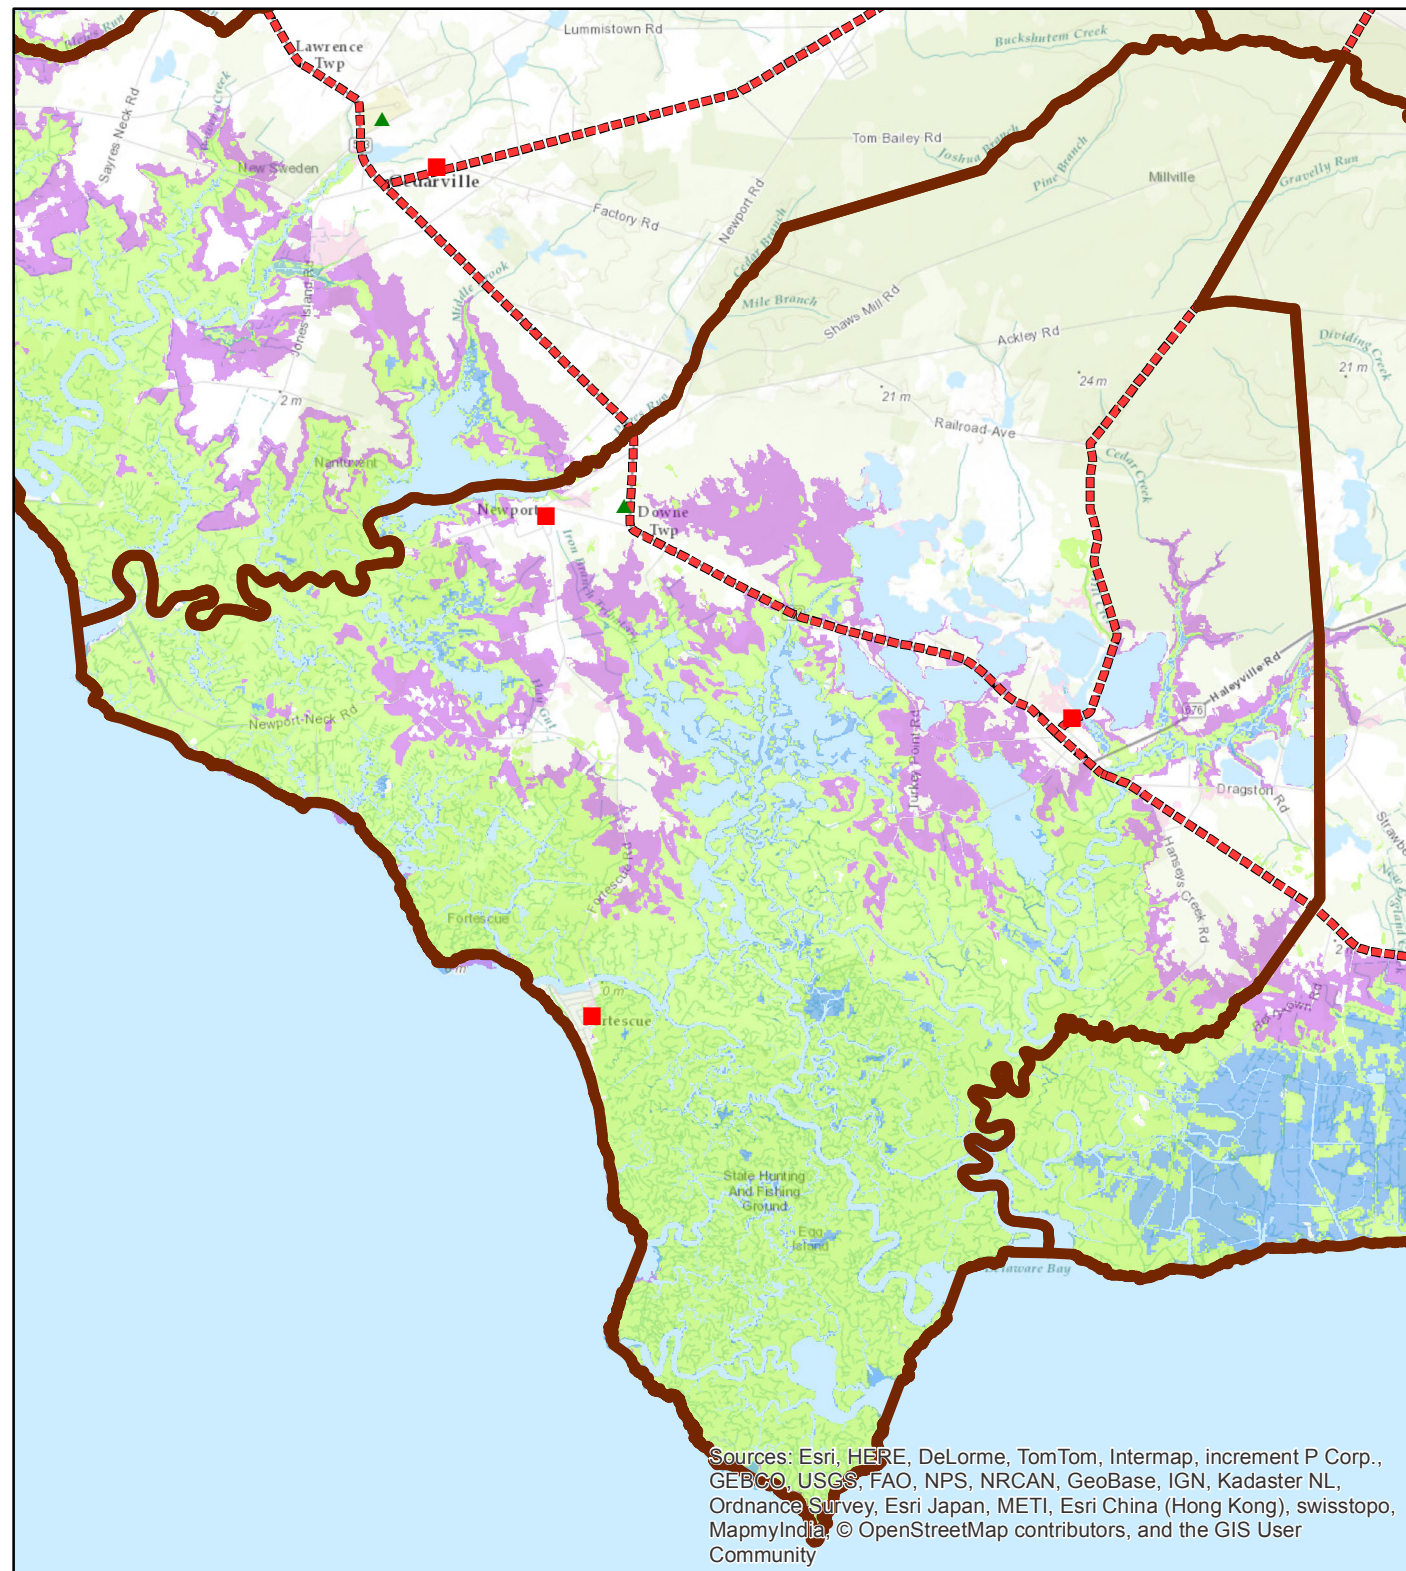 Lummistown Rd
Buckshutem Creek
Lawrence
Twp
Sayres Neck Rd
Tom Bailey Rd
Joshua Branch
Pine Branch
Gravelly Run
Millville
New Sweden
Cedarville
Factory Rd
Newport Rd
Cedar Branch
Mile Branch
Shaws Mill Rd
Ackley Rd
Dividing
Creek
21 m
24 m
21 m
2 m
Jones Island Rd
Railroad Ave
Cedar Creek
Nantuxent
Newport
Downe
Twp
Haleyville Rd
676
Newport-Neck Rd
Turkey Point Rd
Dragston
Rd
Hanseys Creek Rd
Fortescue Rd
Fortescue
0 m
0 m
rtescue
State Hunting
And Fishing
Ground
Egg
Island
Delaware Bay
Sources: Esri, HERE, DeLorme, TomTom, Intermap, increment P Corp.,
GEBCO, USGS, FAO, NPS, NRCAN, GeoBase, IGN, Kadaster NL,
Ordnance Survey, Esri Japan, METI, Esri China (Hong Kong), swisstopo,
MapmyIndia, © OpenStreetMap contributors, and the GIS User
Community